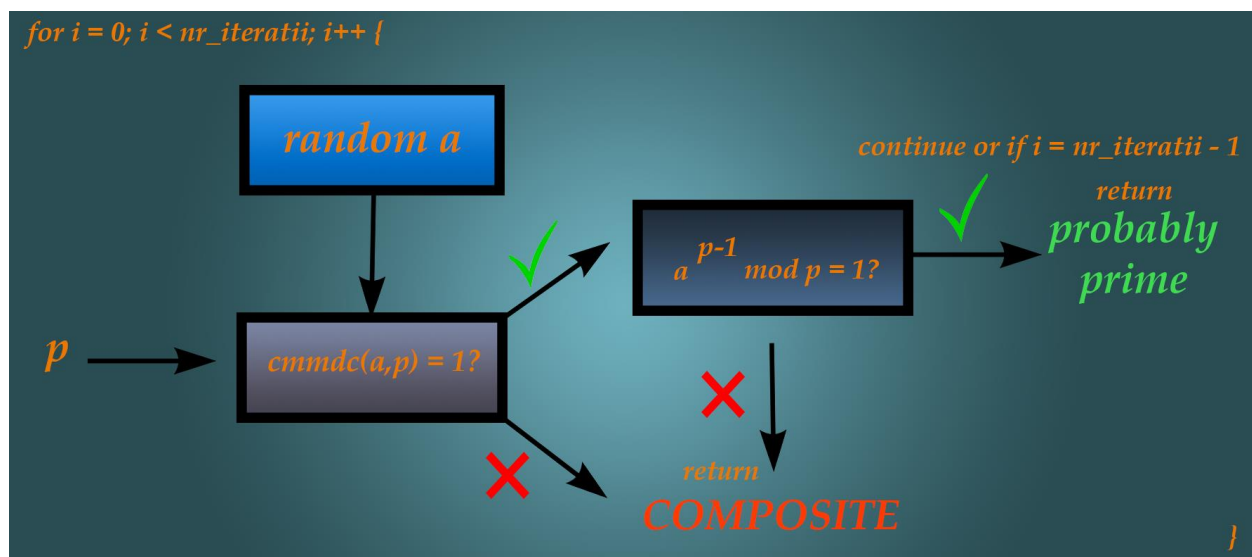 for i = 0; i < nr_iteratii; i++ {
random a
continue or if i = nr_iteratii - 1
return
probably
prime
a p-1 mod p = 1?
p
cmmdc(a,p) = 1?
return
COMPOSITE
}